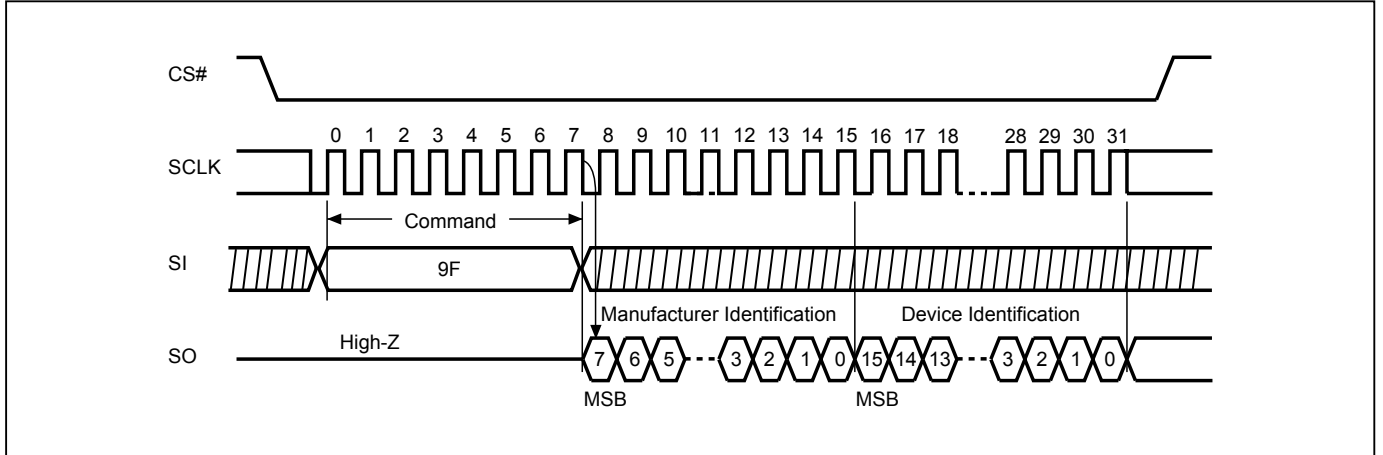 CS#
0 1 2 3 4 5 6 7 8 9 10 11 12 13 14 15 16 17 18 28 29 30 31
SCLK
Command
SI
9F
Manufacturer Identification Device Identification
High-Z
SO
7 6 5 3 2 1 0 15 14 13 3 2 1 0
MSB MSB